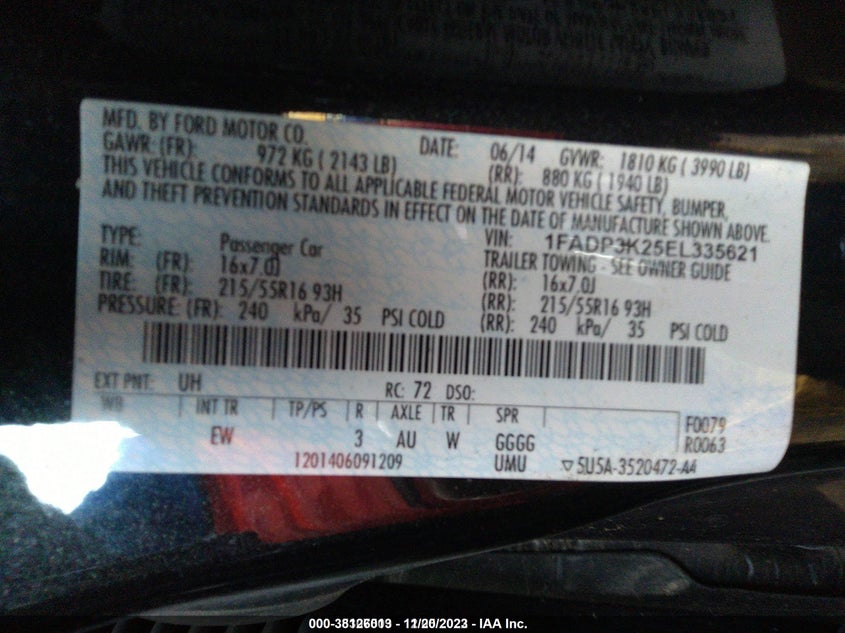 MFD. BY FORD MOTOR CO.
DATE: 06/14 GVWR: 1810 KG ( 3990 LB)
GAWR: (FR): 972 KG ( 2143 LB) (RR): 880 KG ( 1940 LB)
THIS VEHICLE CONFORMS TO ALL APPLICABLE FEDERAL MOTOR VEHICLE SAFETY, BUMPER,
AND THEFT PREVENTION STANDARDS IN EFFECT ON THE DATE OF MANUFACTURE SHOWN ABOVE.
VIN: 1FADP3K25EL335621
TYPE: Passenger Car TRAILER TOWING - SEE OWNER GUIDE
RIM: (FR): 16x7.0J (RR): 16x7.0J
TIRE: (FR): 215/55R16 93H (RR): 215/55R16 93H
PRESSURE: (FR): 240 kPa/ 35 PSI COLD (RR): 240 kPa/ 35 PSI COLD
EXT PNT: UH RC: 72 DSO:
WB INT TR TP/PS R AXLE TR SPR F0079
EW 3 AU W GGGG R0063
1201406091209 UMU ▽5U5A-3520472-AA
11/20/2023 - IAA Inc.